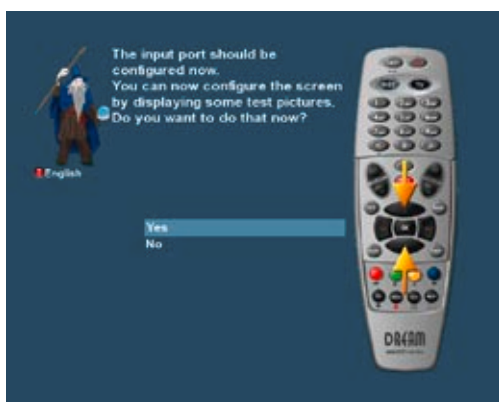 The input port should be
configured now.
You can now configure the screen
by displaying some test pictures.
Do you want to do that now?
English
Yes
No
DREAM